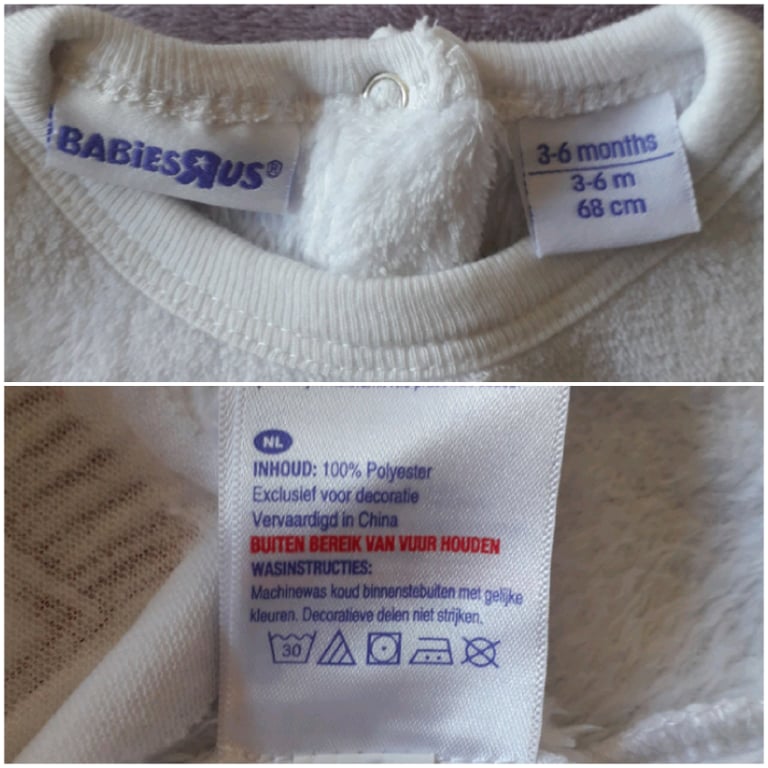 BABiESRUS®
3-6 months
3-6 m
68 cm
NL
INHOUD: 100% Polyester
Exclusief voor decoratie
Vervaardigd in China
BUITEN BEREIK VAN VUUR HOUDEN
WASINSTRUCTIES:
Machinewas koud binnenstebuiten met gelijke
kleuren. Decoratieve delen niet strijken.
30